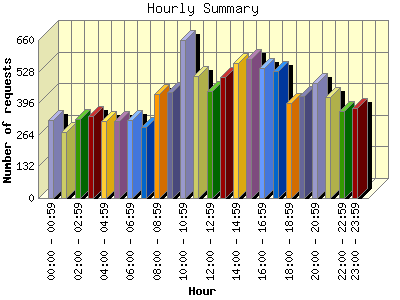 Hourly Summary
Number of requests
660
528
396
264
132
0
00:00 - 00:59
02:00 - 02:59
04:00 - 04:59
06:00 - 06:59
08:00 - 08:59
10:00 - 10:59
12:00 - 12:59
14:00 - 14:59
16:00 - 16:59
18:00 - 18:59
20:00 - 20:59
22:00 - 22:59
23:00 - 23:59
Hour